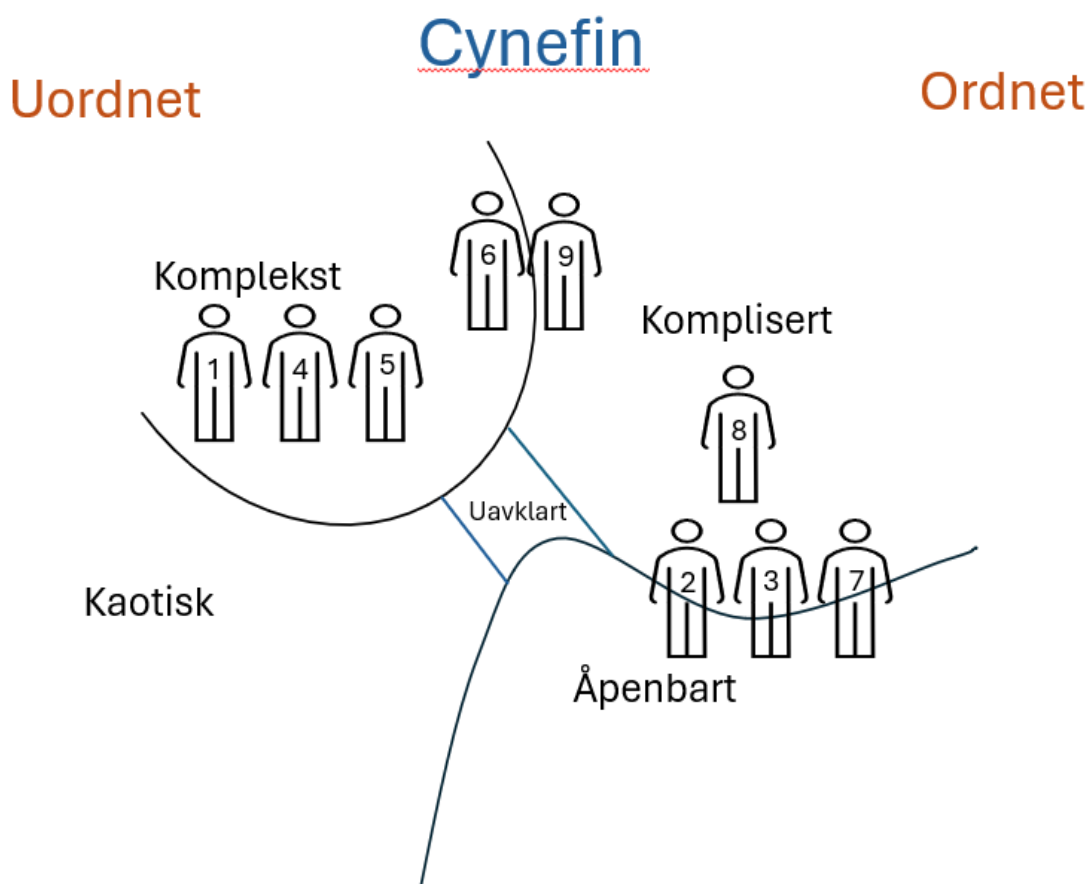 Cynefin
Uordnet
Ordnet
6 9
Komplekst
Komplisert
1 4 5
8
Uavklart
2 3 7
Kaotisk
Åpenbart